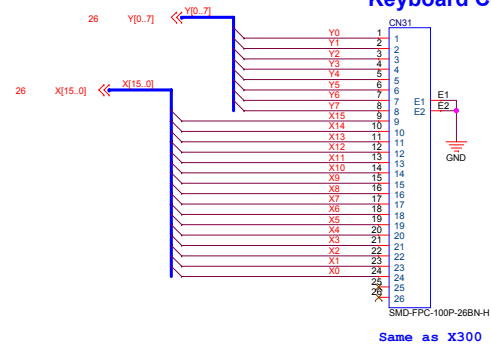 Keyboard C
CN31
26 Y[0..7] Y[0..7]
26 X[15..0] X[15..0]
Y0 1 1
Y1 2 2
Y2 3 3
Y3 4 4
Y4 5 5
Y5 6 6
Y6 7 7 E1 E1
Y7 8 8 E2 E2
X15 9 9
X14 10 10
X13 11 11
X12 12 12
X11 13 13
X10 14 14
X9 15 15
X8 16 16
X7 17 17
X6 18 18
X5 19 19
X4 20 20
X3 21 21
X2 22 22
X1 23 23
X0 24 24
25 25
26 26
GND
SMD-FPC-100P-26BN-H
Same as X300